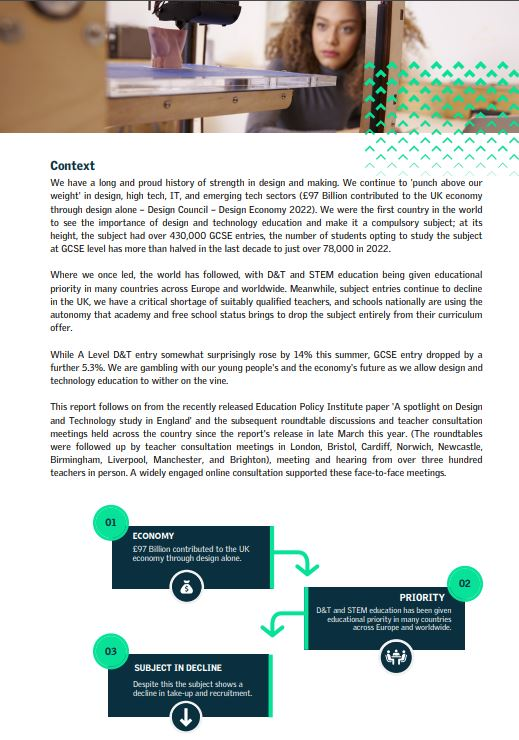 Context
We have a long and proud history of strength in design and making. We continue to 'punch above our
weight' in design, high tech, IT, and emerging tech sectors (£97 Billion contributed to the UK economy
through design alone – Design Council – Design Economy 2022). We were the first country in the world
to see the importance of design and technology education and make it a compulsory subject; at its
height, the subject had over 430,000 GCSE entries, the number of students opting to study the subject
at GCSE level has more than halved in the last decade to just over 78,000 in 2022.
Where we once led, the world has followed, with D&T and STEM education being given educational
priority in many countries across Europe and worldwide. Meanwhile, subject entries continue to decline
in the UK, we have a critical shortage of suitably qualified teachers, and schools nationally are using the
autonomy that academy and free school status brings to drop the subject entirely from their curriculum
offer.
While A Level D&T entry somewhat surprisingly rose by 14% this summer, GCSE entry dropped by a
further 5.3%. We are gambling with our young people's and the economy's future as we allow design and
technology education to wither on the vine.
This report follows on from the recently released Education Policy Institute paper 'A spotlight on Design
and Technology study in England' and the subsequent roundtable discussions and teacher consultation
meetings held across the country since the report's release in late March this year. (The roundtables
were followed up by teacher consultation meetings in London, Bristol, Cardiff, Norwich, Newcastle,
Birmingham, Liverpool, Manchester, and Brighton), meeting and hearing from over three hundred
teachers in person. A widely engaged online consultation supported these face-to-face meetings.
01
ECONOMY
£97 Billion contributed to the UK
economy through design alone.
$
02
PRIORITY
D&T and STEM education has been given
educational priority in many countries
across Europe and worldwide.
03
SUBJECT IN DECLINE
Despite this the subject shows a
decline in take-up and recruitment.